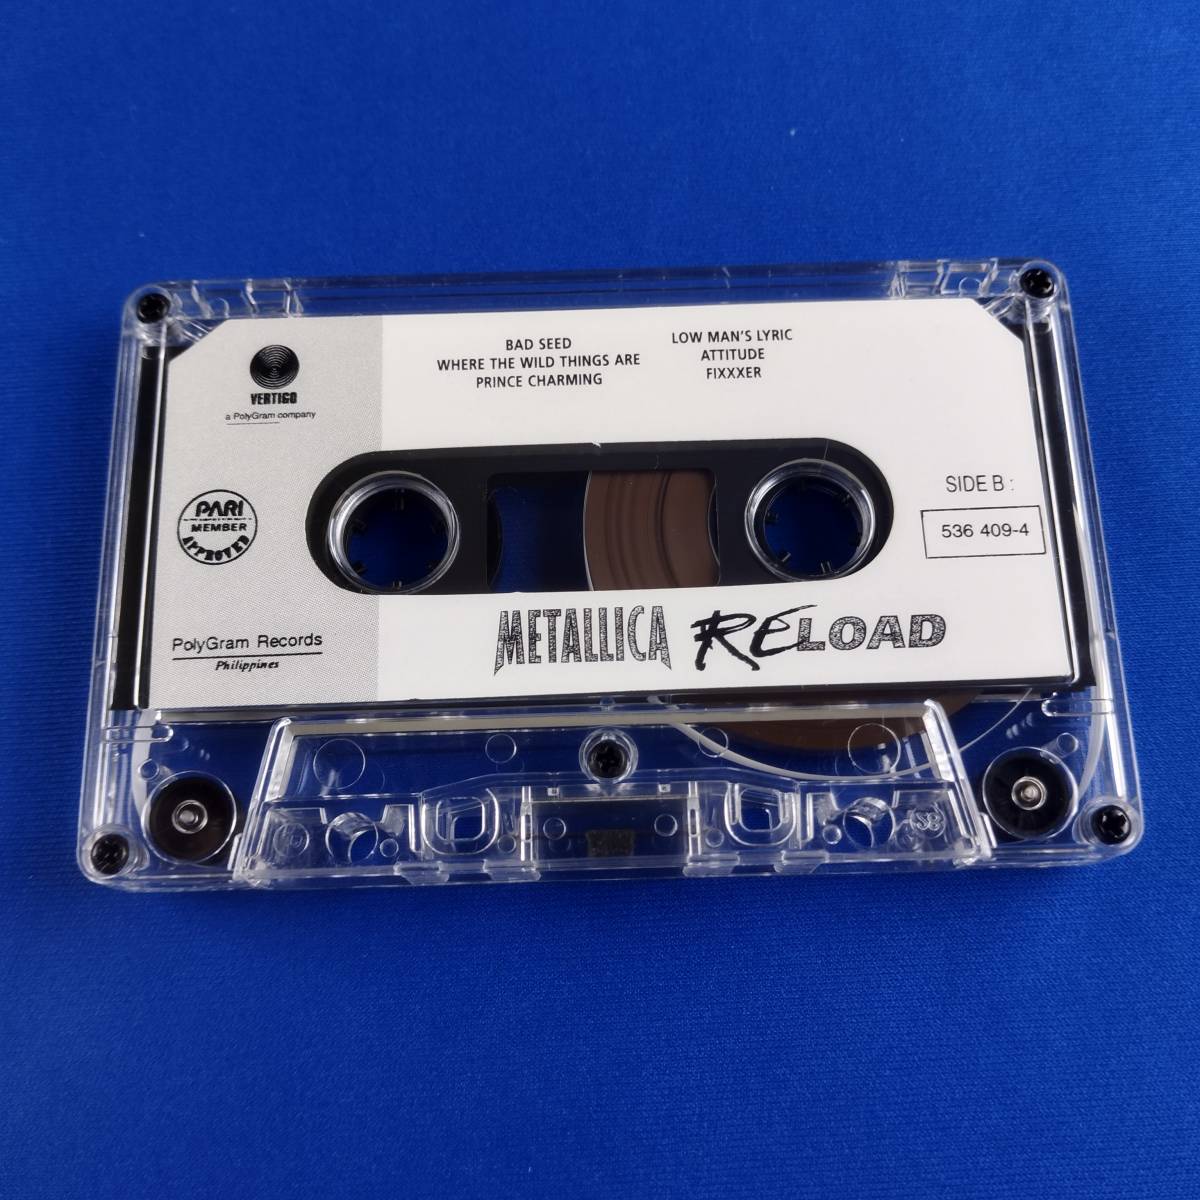 BAD SEED
WHERE THE WILD THINGS ARE
PRINCE CHARMING
LOW MAN'S LYRIC
ATTITUDE
FIXXXER
VERTIGO
a PolyGram company
PARI
MEMBER
APPROVED
SIDE B :
536 409-4
PolyGram Records
Philippines
METALLICA RELOAD